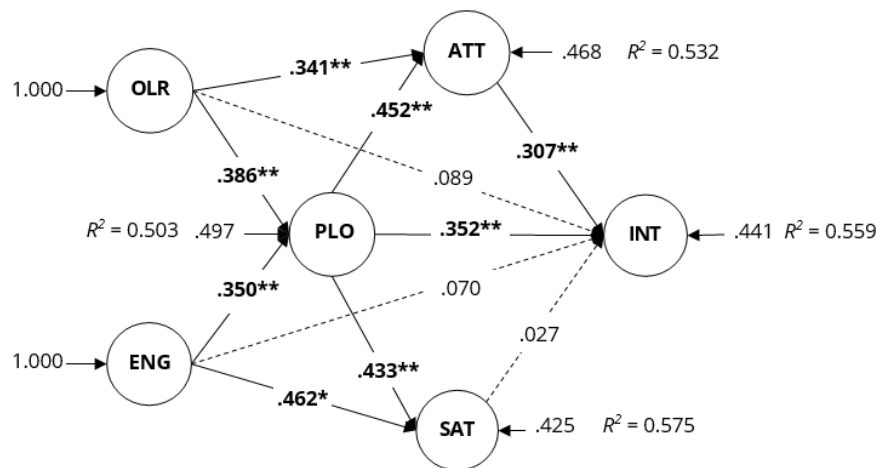 ATT
.468 R² = 0.532
.341**
1.000
OLR
.452**
.307**
.386**
.089
R² = 0.503 .497
PLO
.352**
INT
.441 R² = 0.559
.350**
.070
.027
1.000
ENG
.433**
.462*
SAT
.425 R² = 0.575